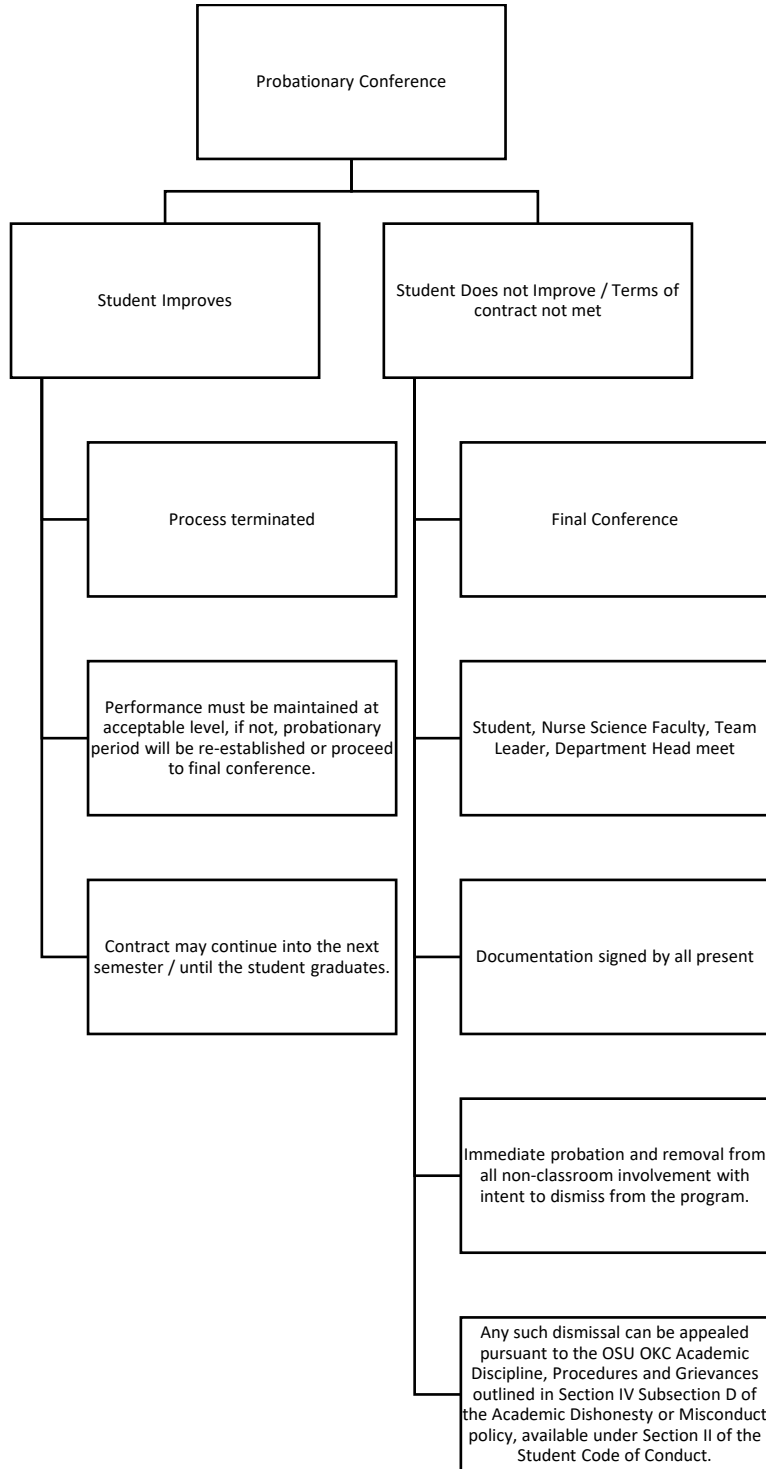 Probationary Conference
Student Improves
Process terminated
Performance must be maintained at
acceptable level, if not, probationary
period will be re-established or proceed
to final conference.
Contract may continue into the next
semester / until the student graduates.
Student Does not Improve / Terms of
contract not met
Final Conference
Student, Nurse Science Faculty, Team
Leader, Department Head meet
Documentation signed by all present
Immediate probation and removal from
all non-classroom involvement with
intent to dismiss from the program.
Any such dismissal can be appealed
pursuant to the OSU OKC Academic
Discipline, Procedures and Grievances
outlined in Section IV Subsection D of
the Academic Dishonesty or Misconduct
policy, available under Section II of the
Student Code of Conduct.